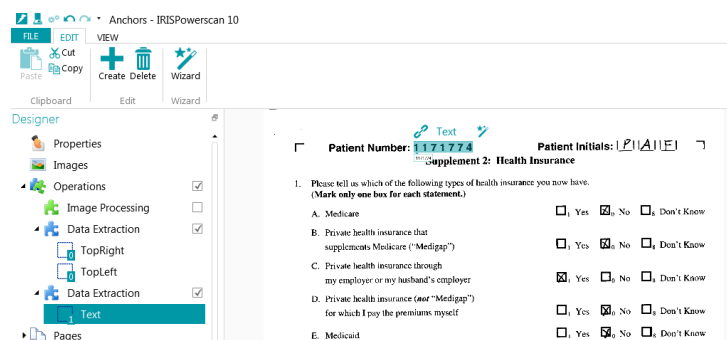 Anchors - IRISPowerscan 10
FILE EDIT VIEW
Paste Cut Copy Create Delete Wizard
Clipboard Edit Wizard
Designer
Properties
Images
Operations
Image Processing
Data Extraction
0 TopRight
0 TopLeft
Data Extraction
1 Text
Pages
Text
Patient Number: 1171774 Patient Initials: P A F
1171774
Supplement 2: Health Insurance
1. Please tell us which of the following types of health insurance you now have.
(Mark only one box for each statement.)
A. Medicare 1 Yes 0 No 8 Don't Know
B. Private health insurance that
supplements Medicare ("Medigap") 1 Yes 0 No 8 Don't Know
C. Private health insurance through
my employer or my husband's employer 1 Yes 0 No 8 Don't Know
D. Private health insurance (not "Medigap")
for which I pay the premiums myself 1 Yes 0 No 8 Don't Know
E. Medicaid 1 Yes 0 No 8 Don't Know